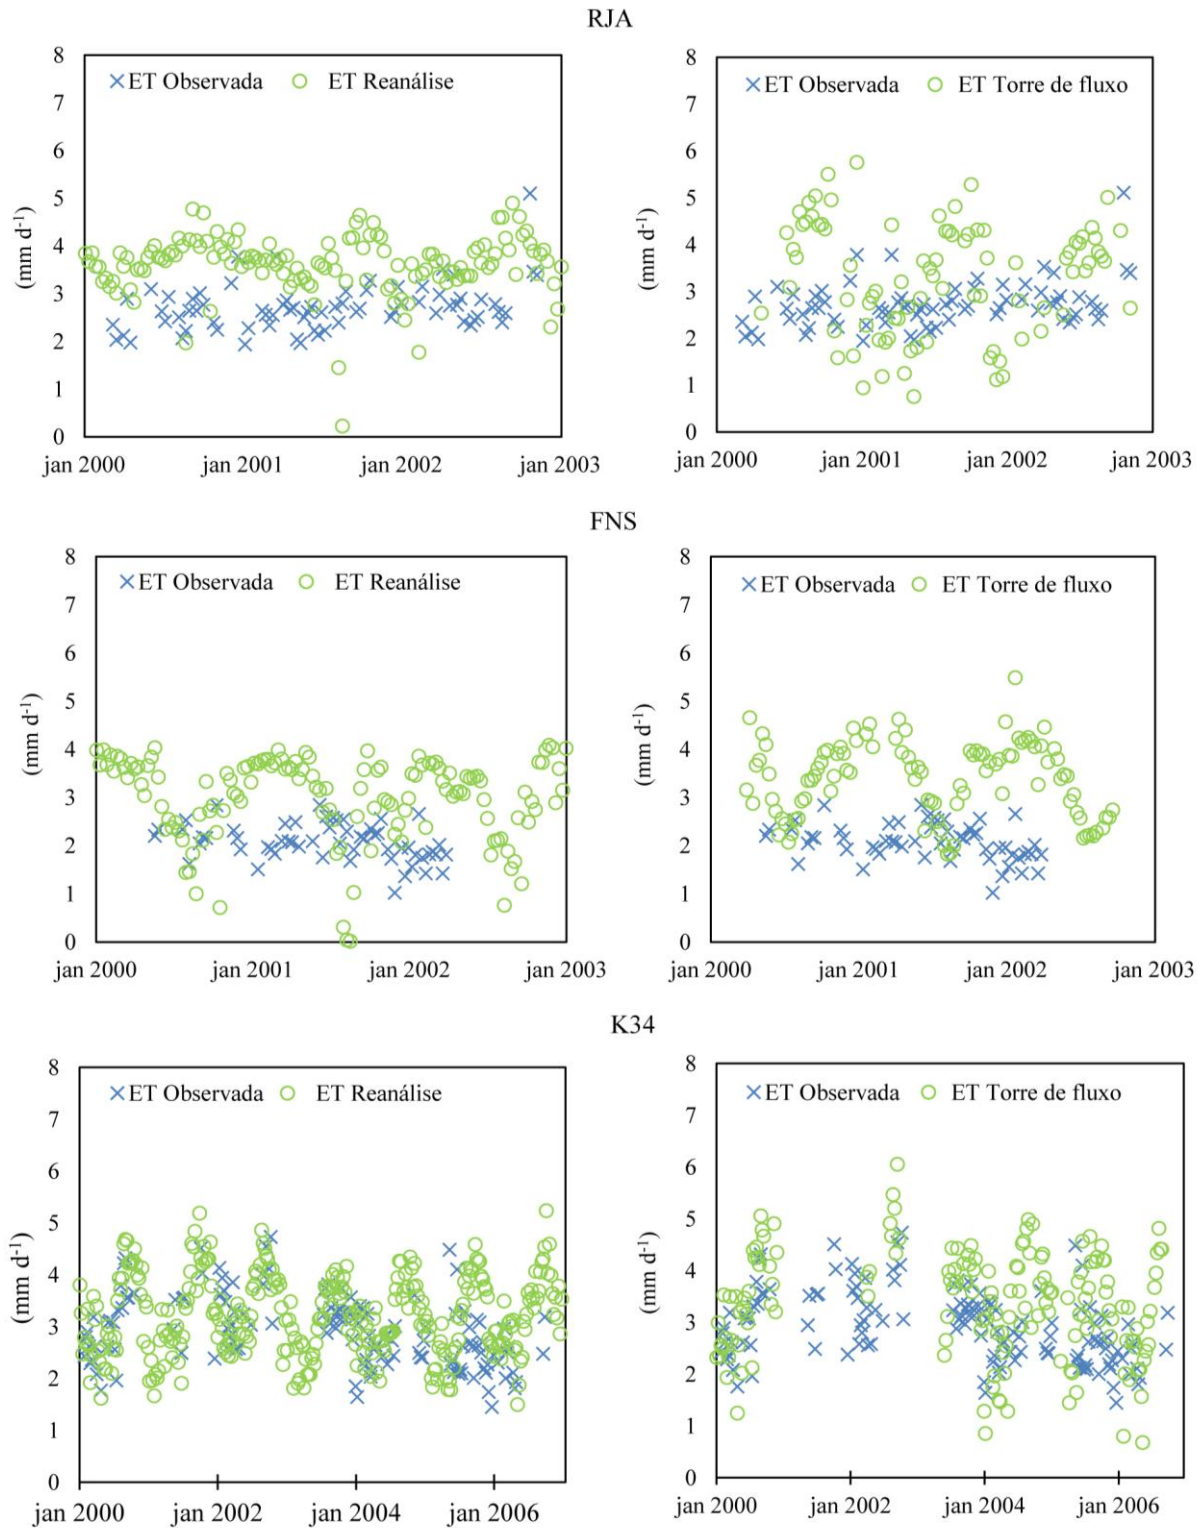 RJA
8
7
6
5
4
3
2
1
0
(mm d-1)
× ET Observada ○ ET Reanálise
jan 2000 jan 2001 jan 2002 jan 2003
8
7
6
5
4
3
2
1
0
(mm d-1)
× ET Observada ○ ET Torre de fluxo
jan 2000 jan 2001 jan 2002 jan 2003
FNS
8
7
6
5
4
3
2
1
0
(mm d-1)
× ET Observada ○ ET Reanálise
jan 2000 jan 2001 jan 2002 jan 2003
8
7
6
5
4
3
2
1
0
(mm d-1)
× ET Observada ○ ET Torre de fluxo
jan 2000 jan 2001 jan 2002 jan 2003
K34
8
7
6
5
4
3
2
1
0
(mm d-1)
× ET Observada ○ ET Reanálise
jan 2000 jan 2002 jan 2004 jan 2006
8
7
6
5
4
3
2
1
0
(mm d-1)
× ET Observada ○ ET Torre de fluxo
jan 2000 jan 2002 jan 2004 jan 2006